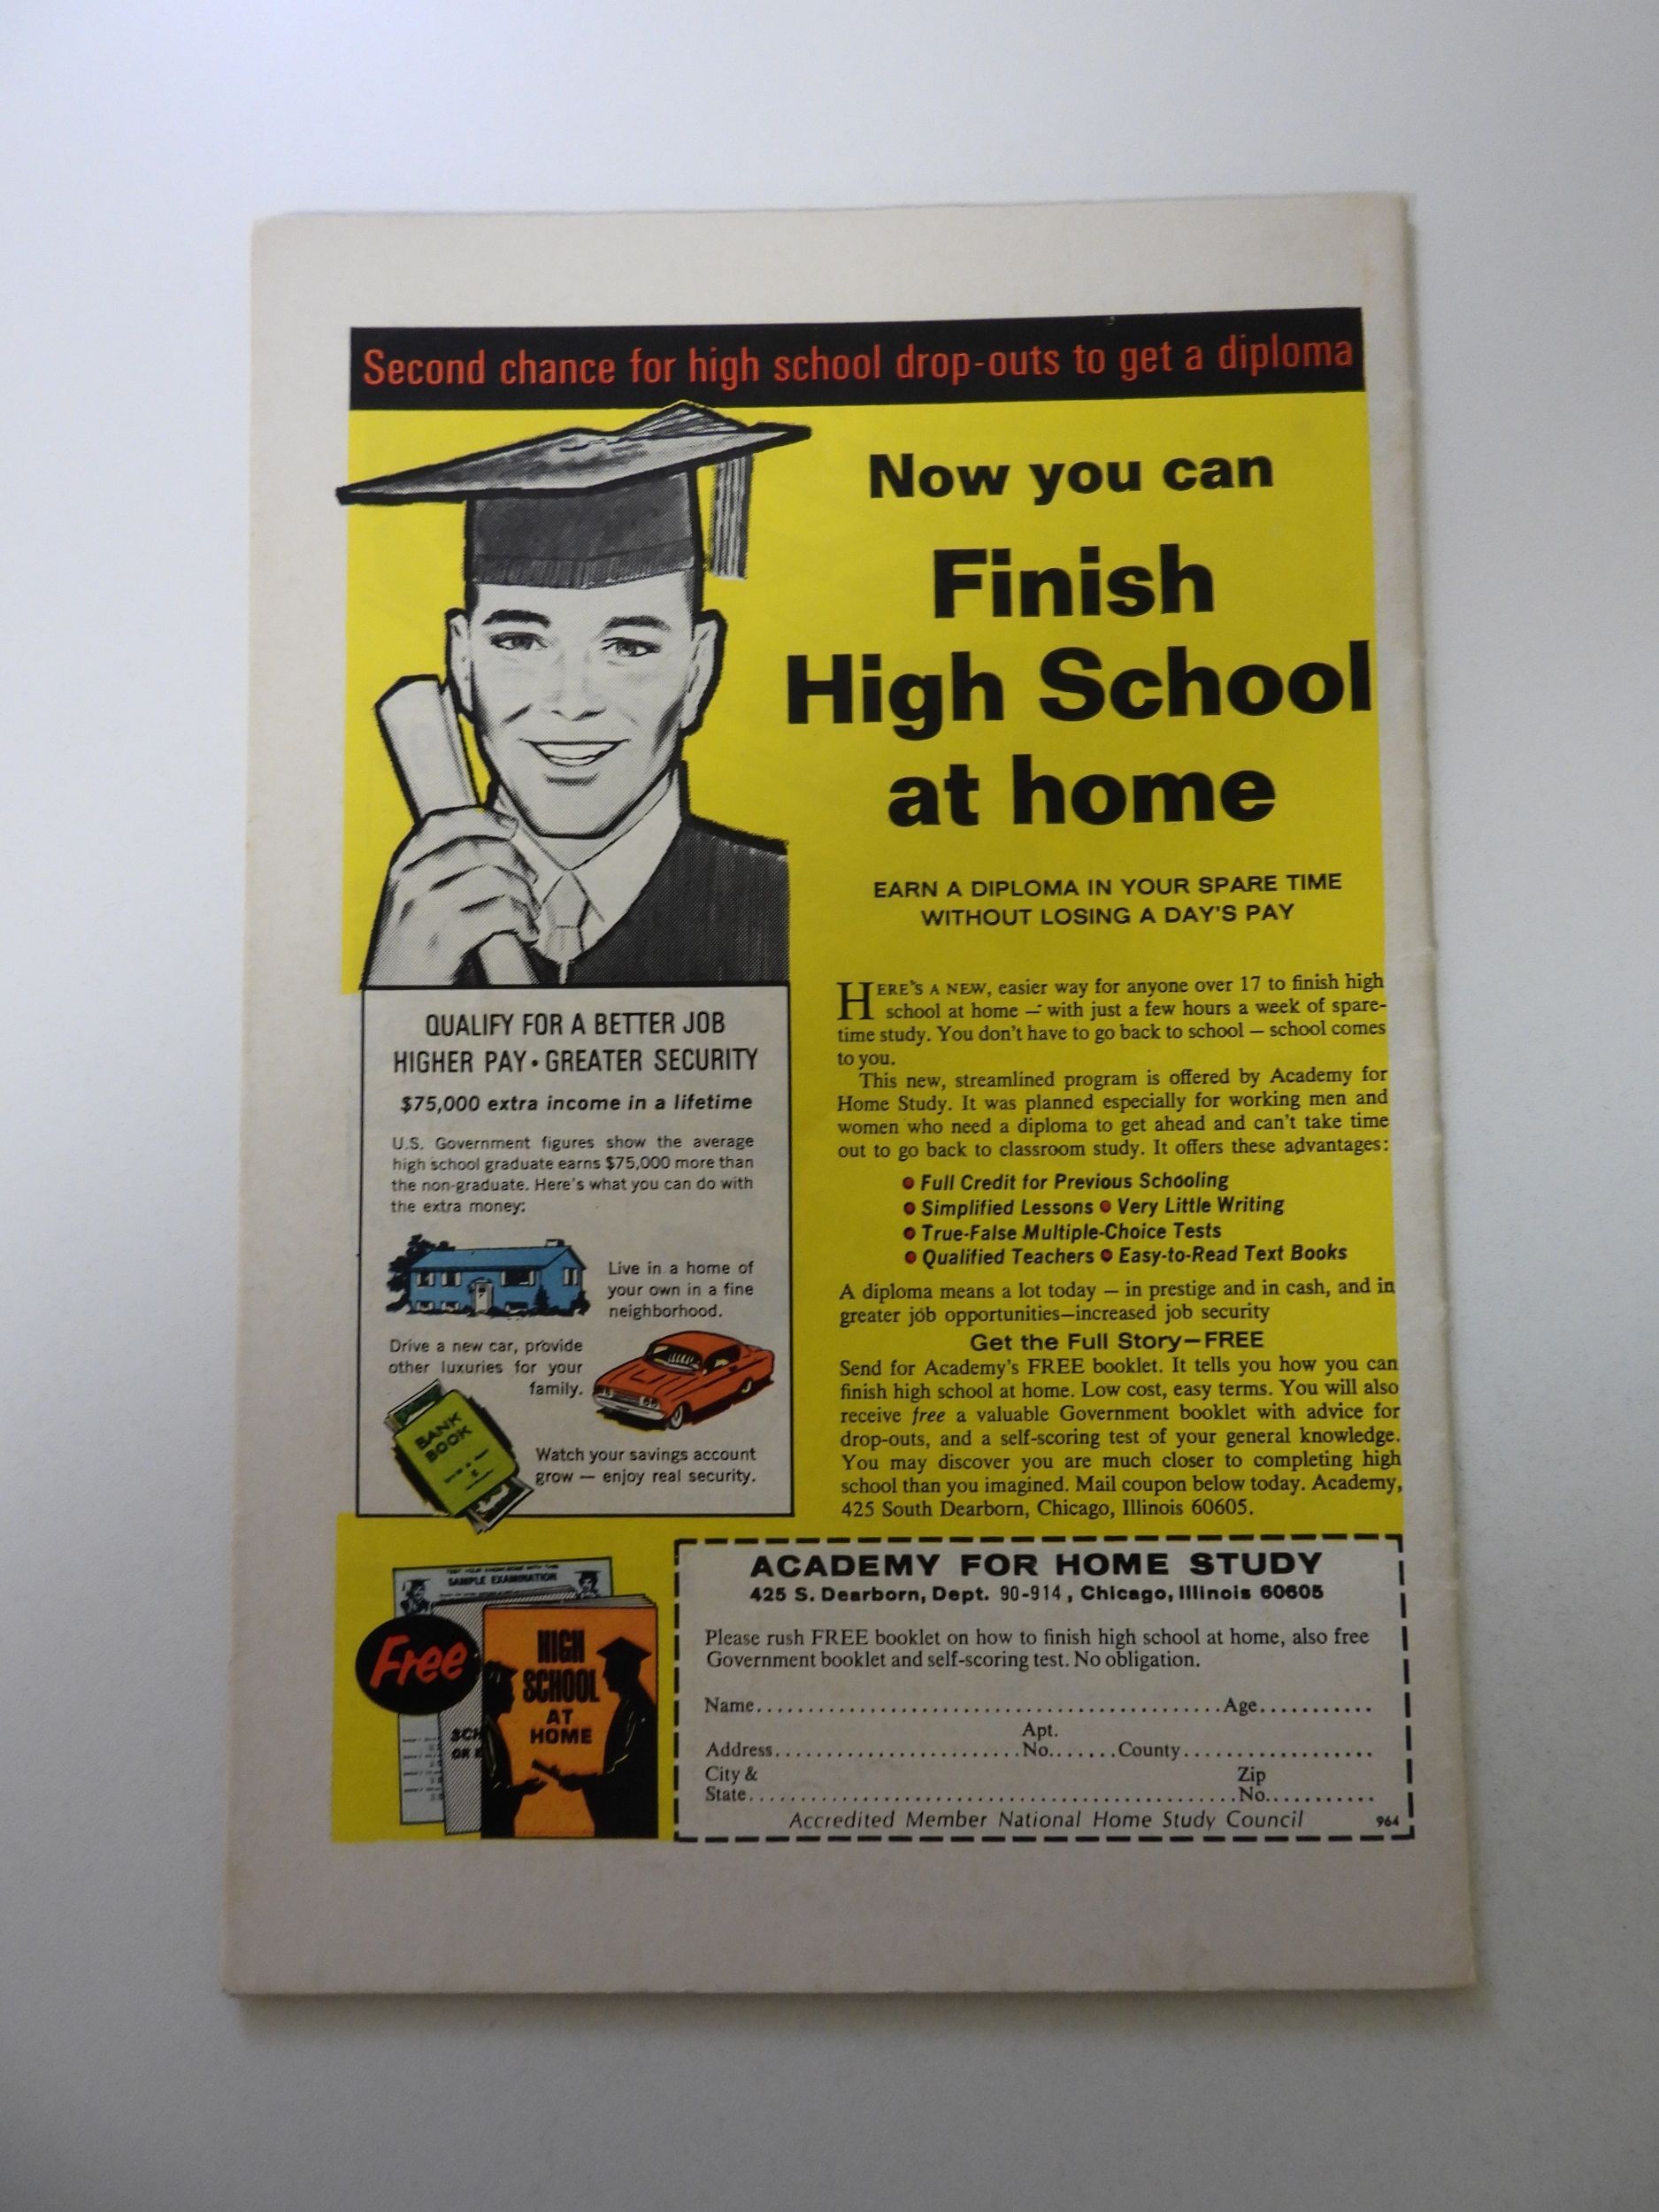 Second chance for high school drop-outs to get a diploma
Now you can
Finish
High School
at home
EARN A DIPLOMA IN YOUR SPARE TIME
WITHOUT LOSING A DAY'S PAY
HERE'S A NEW, easier way for anyone over 17 to finish high
school at home — with just a few hours a week of spare-
time study. You don't have to go back to school — school comes
to you.
This new, streamlined program is offered by Academy for
Home Study. It was planned especially for working men and
women who need a diploma to get ahead and can't take time
out to go back to classroom study. It offers these advantages:
• Full Credit for Previous Schooling
• Simplified Lessons • Very Little Writing
• True-False Multiple-Choice Tests
• Qualified Teachers • Easy-to-Read Text Books
A diploma means a lot today — in prestige and in cash, and in
greater job opportunities—increased job security
Get the Full Story—FREE
Send for Academy's FREE booklet. It tells you how you can
finish high school at home. Low cost, easy terms. You will also
receive free a valuable Government booklet with advice for
drop-outs, and a self-scoring test of your general knowledge.
You may discover you are much closer to completing high
school than you imagined. Mail coupon below today. Academy,
425 South Dearborn, Chicago, Illinois 60605.
QUALIFY FOR A BETTER JOB
HIGHER PAY • GREATER SECURITY
$75,000 extra income in a lifetime
U.S. Government figures show the average
high school graduate earns $75,000 more than
the non-graduate. Here's what you can do with
the extra money:
Live in a home of
your own in a fine
neighborhood.
Drive a new car, provide
other luxuries for your
family.
BANK
BOOK
Watch your savings account
grow — enjoy real security.
SAMPLE EXAMINATION
Free
HIGH
SCHOOL
AT
HOME
SCH
OR
ACADEMY FOR HOME STUDY
425 S. Dearborn, Dept. 90-914, Chicago, Illinois 60605
Please rush FREE booklet on how to finish high school at home, also free
Government booklet and self-scoring test. No obligation.
Name..........Age..........
Apt.
Address..........No.......County..........
City & Zip
State..........No..........
Accredited Member National Home Study Council 964